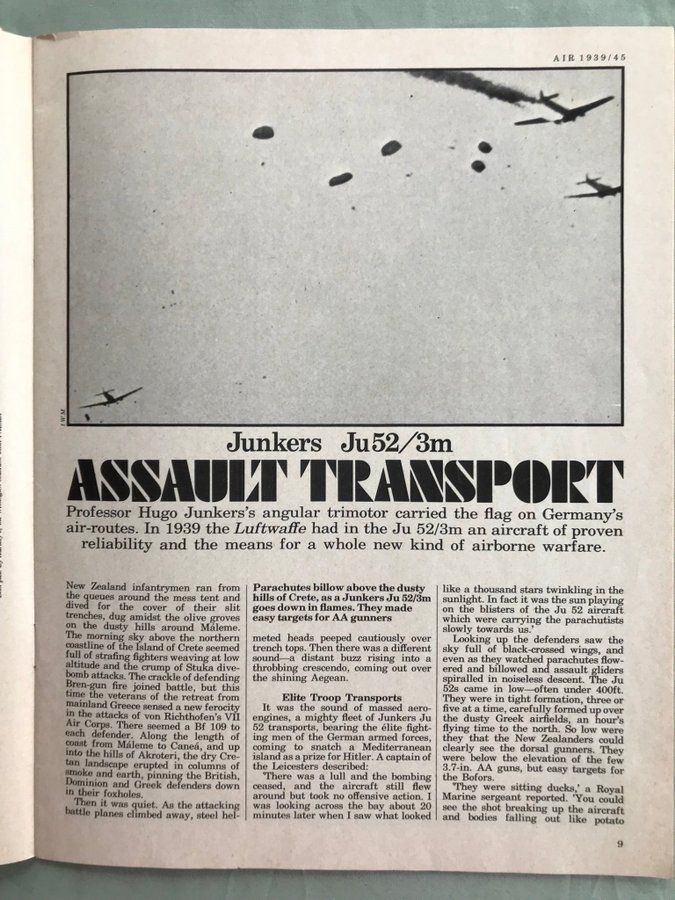 AIR 1939/45
IWM
Junkers Ju52/3m
ASSAULT TRANSPORT
Professor Hugo Junkers's angular trimotor carried the flag on Germany's
air-routes. In 1939 the Luftwaffe had in the Ju 52/3m an aircraft of proven
reliability and the means for a whole new kind of airborne warfare.
New Zealand infantrymen ran from
the queues around the mess tent and
dived for the cover of their slit
trenches, dug amidst the olive groves
on the dusty hills around Máleme.
The morning sky above the northern
coastline of the Island of Crete seemed
full of strafing fighters weaving at low
altitude and the crump of Stuka dive-
bomb attacks. The crackle of defending
Bren-gun fire joined battle, but this
time the veterans of the retreat from
mainland Greece sensed a new ferocity
in the attacks of von Richthofen's VII
Air Corps. There seemed a Bf 109 to
each defender. Along the length of
coast from Máleme to Caneá, and up
into the hills of Akroteri, the dry Cre-
tan landscape erupted in columns of
smoke and earth, pinning the British,
Dominion and Greek defenders down
in their foxholes.
Then it was quiet. As the attacking
battle planes climbed away, steel hel-
Parachutes billow above the dusty
hills of Crete, as a Junkers Ju 52/3m
goes down in flames. They made
easy targets for AA gunners
meted heads peeped cautiously over
trench tops. Then there was a different
sound—a distant buzz rising into a
throbbing crescendo, coming out over
the shining Aegean.
Elite Troop Transports
It was the sound of massed aero-
engines, a mighty fleet of Junkers Ju
52 transports, bearing the élite fight-
ing men of the German armed forces,
coming to snatch a Mediterranean
island as a prize for Hitler. A captain of
the Leicesters described:
'There was a lull and the bombing
ceased, and the aircraft still flew
around but took no offensive action. I
was looking across the bay about 20
minutes later when I saw what looked
like a thousand stars twinkling in the
sunlight. In fact it was the sun playing
on the blisters of the Ju 52 aircraft
which were carrying the parachutists
slowly towards us.'
Looking up the defenders saw the
sky full of black-crossed wings, and
even as they watched parachutes flow-
ered and billowed and assault gliders
spiralled in noiseless descent. The Ju
52s came in low—often under 400ft.
They were in tight formation, three or
five at a time, carefully formed up over
the dusty Greek airfields, an hour's
flying time to the north. So low were
they that the New Zealanders could
clearly see the dorsal gunners. They
were below the elevation of the few
3.7-in. AA guns, but easy targets for
the Bofors.
'They were sitting ducks,' a Royal
Marine sergeant reported. 'You could
see the shot breaking up the aircraft
and bodies falling out like potato
9